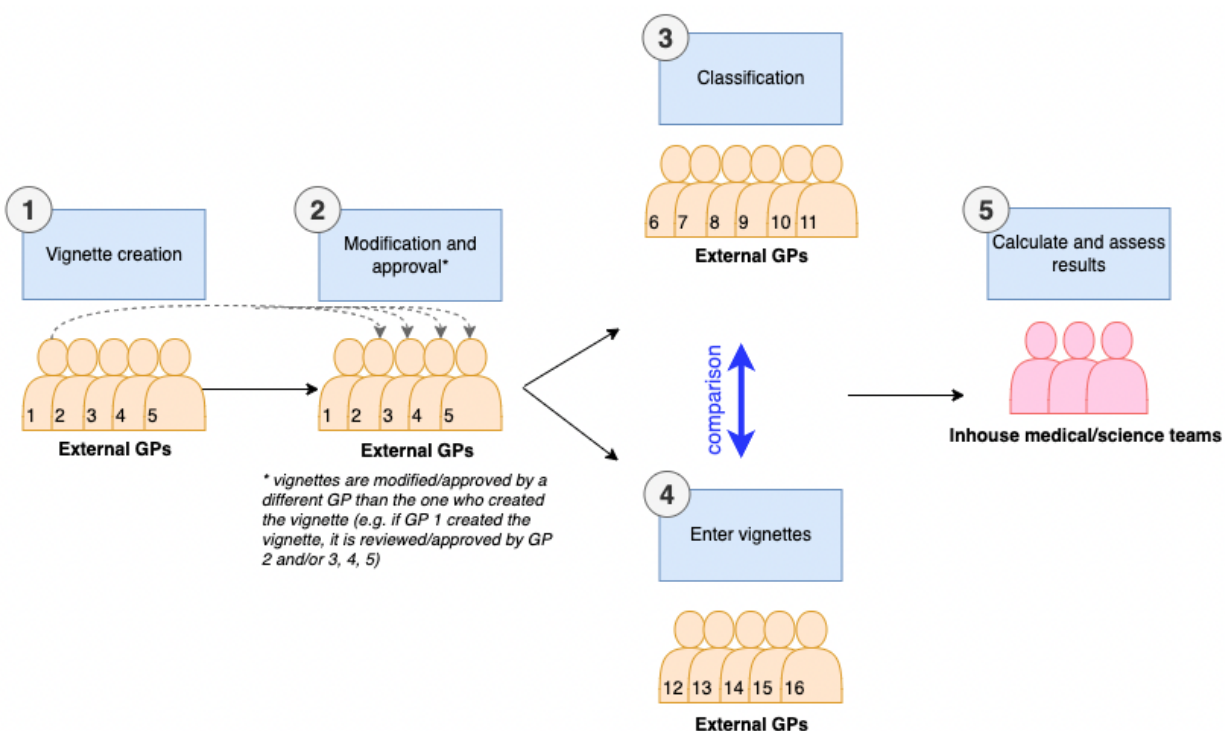 1
Vignette creation
1
2
3
4
5
External GPs
2
Modification and
approval*
1
2
3
4
5
External GPs
* vignettes are modified/approved by a
different GP than the one who created
the vignette (e.g. if GP 1 created the
vignette, it is reviewed/approved by GP
2 and/or 3, 4, 5)
3
Classification
6
7
8
9
10
11
External GPs
comparison
4
Enter vignettes
12
13
14
15
16
External GPs
5
Calculate and assess
results
Inhouse medical/science teams